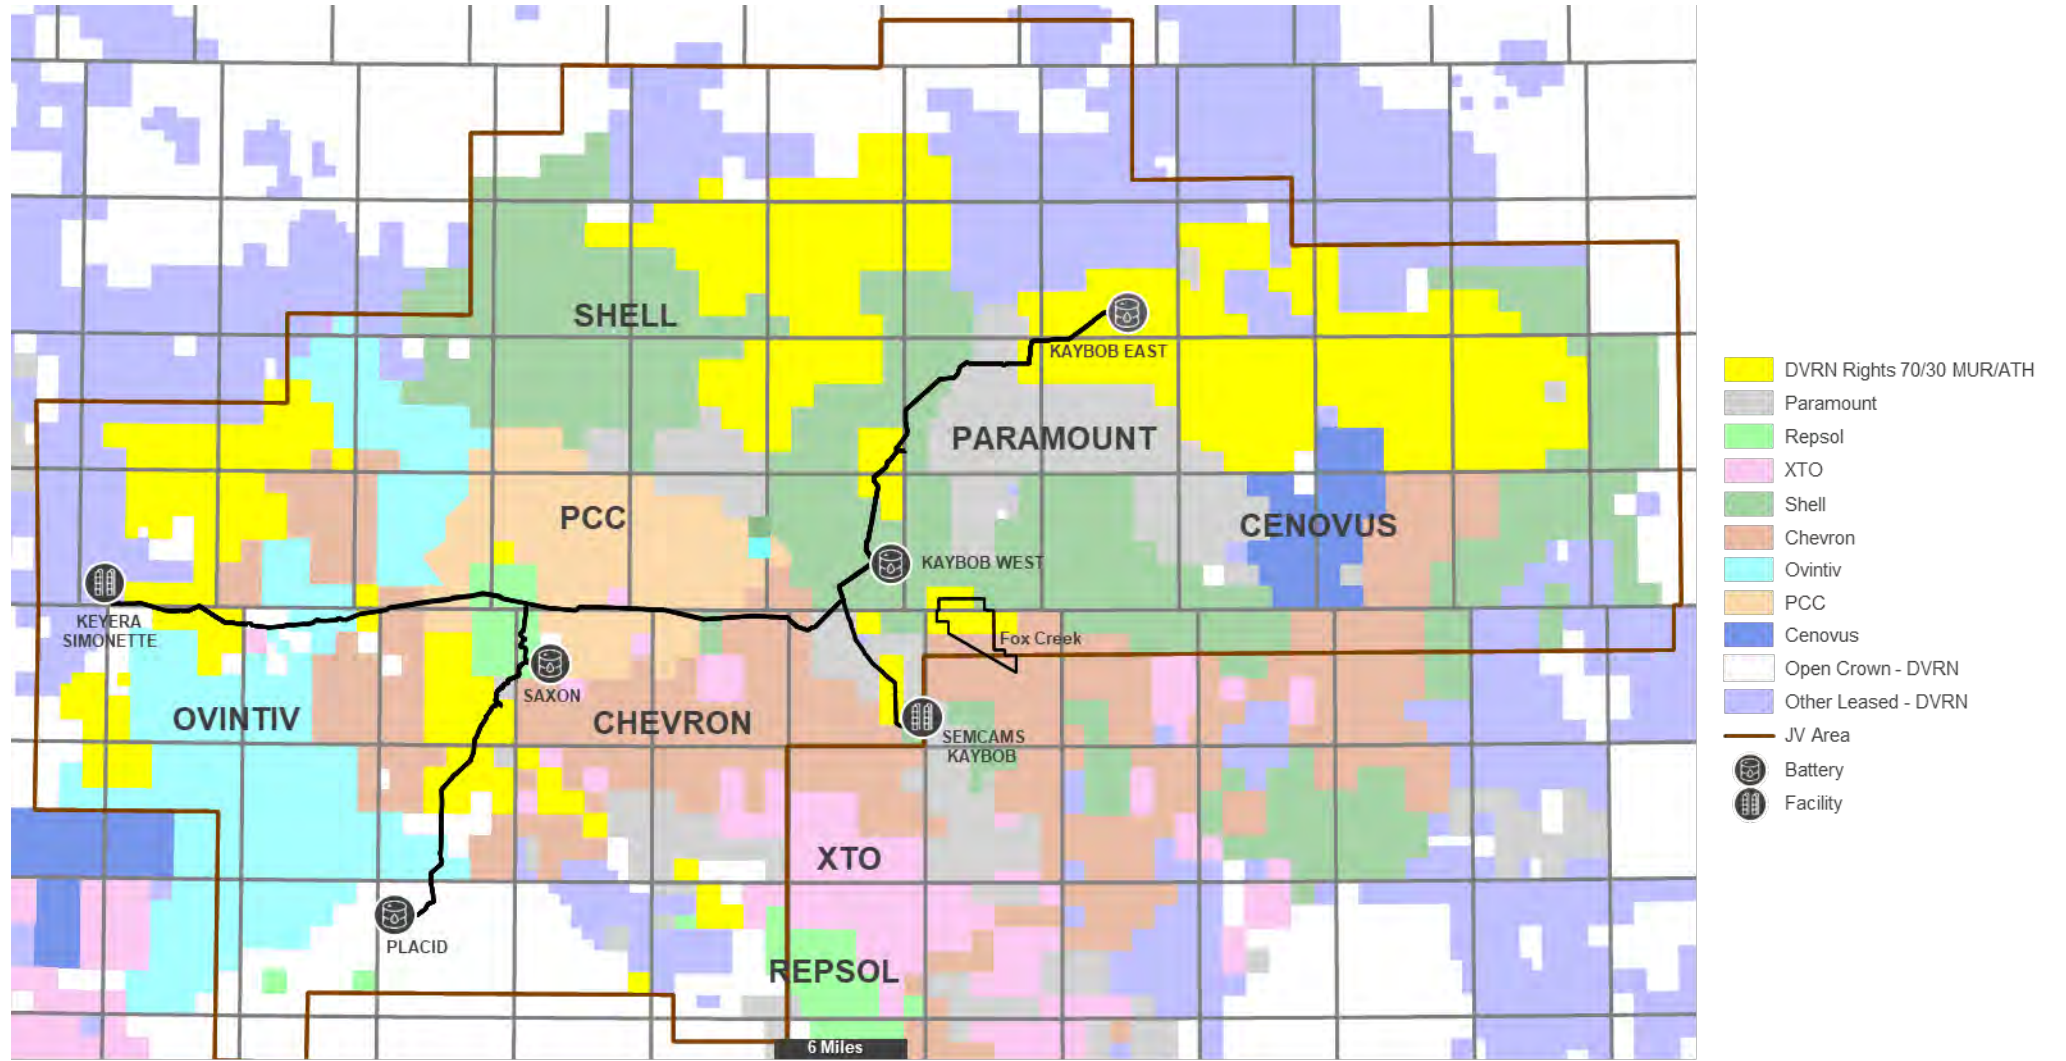 SHELL
KAYBOB EAST
PARAMOUNT
PCC
CENOVUS
KAYBOB WEST
KEYERA
SIMONETTE
Fox Creek
SAXON
OVINTIV
CHEVRON
SEMCAMS
KAYBOB
XTO
PLACID
REPSOL
6 Miles
DVRN Rights 70/30 MUR/ATH
Paramount
Repsol
XTO
Shell
Chevron
Ovintiv
PCC
Cenovus
Open Crown - DVRN
Other Leased - DVRN
JV Area
Battery
Facility